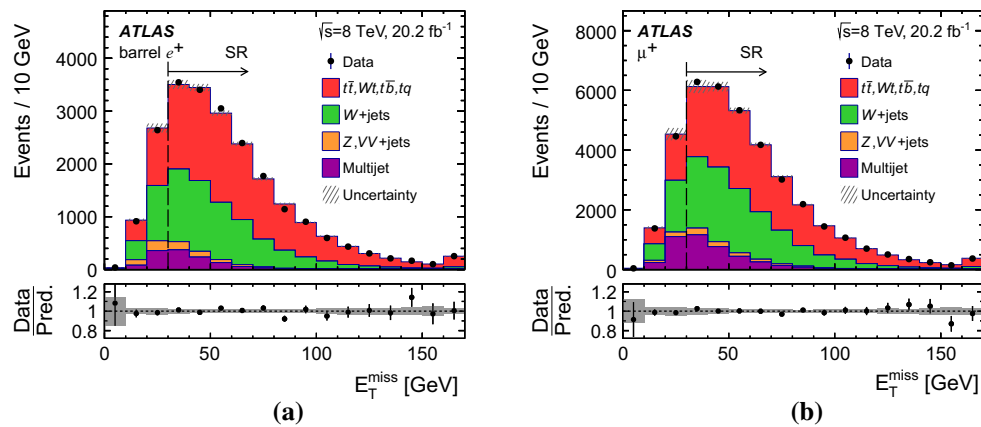 ATLAS
barrel e⁺
√s=8 TeV, 20.2 fb⁻¹
SR
Data
tt̄,Wt,tb̄,tq
W+jets
Z,VV+jets
Multijet
Uncertainty
Events / 10 GeV
4000
3000
2000
1000
0
Data
Pred.
1.2
1
0.8
0 50 100 150
E_T^miss [GeV]
(a)
ATLAS
μ⁺
√s=8 TeV, 20.2 fb⁻¹
SR
Data
tt̄,Wt,tb̄,tq
W+jets
Z,VV+jets
Multijet
Uncertainty
Events / 10 GeV
8000
6000
4000
2000
0
Data
Pred.
1.2
1
0.8
0 50 100 150
E_T^miss [GeV]
(b)